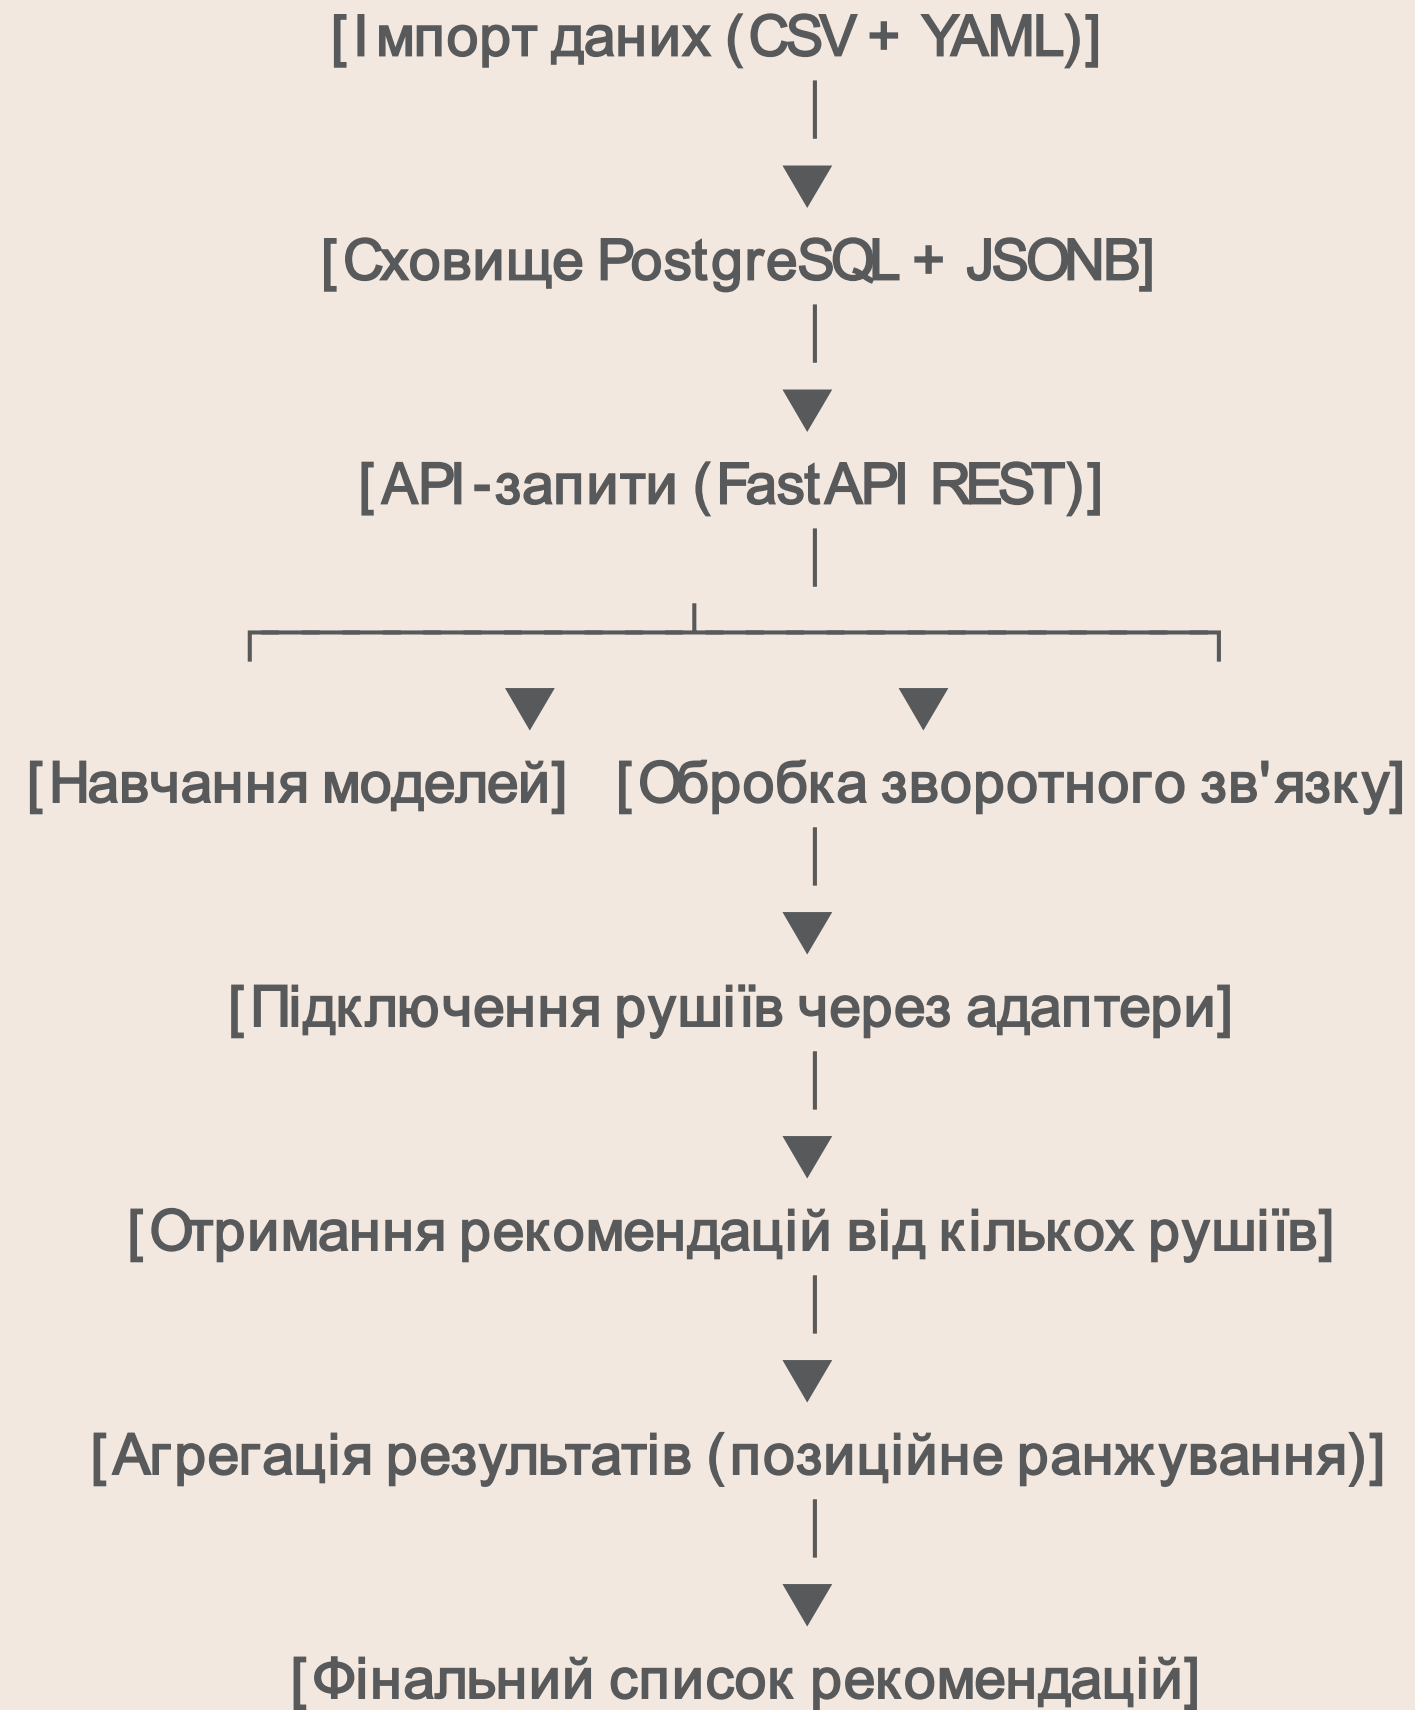 [Імпорт даних (CSV + YAML)]
[Сховище PostgreSQL + JSONB]
[API-запити (FastAPI REST)]
[Навчання моделей] [Обробка зворотного зв'язку]
[Підключення рушіїв через адаптери]
[Отримання рекомендацій від кількох рушіїв]
[Агрегація результатів (позиційне ранжування)]
[Фінальний список рекомендацій]